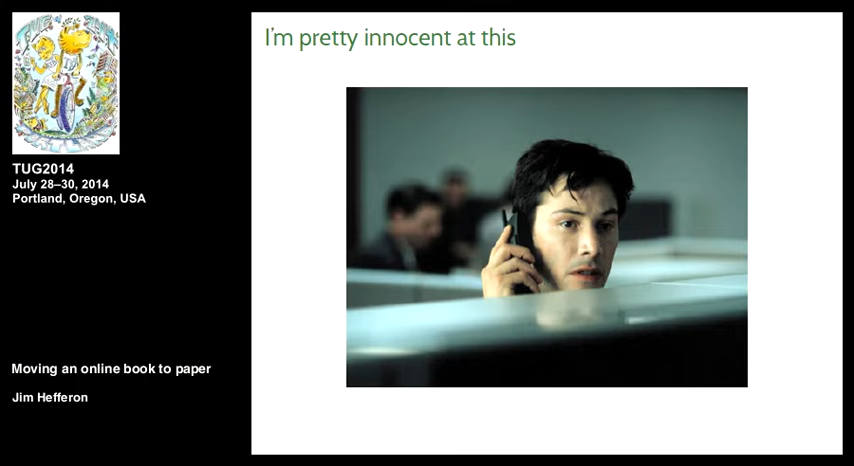 TUG2014
July 28–30, 2014
Portland, Oregon, USA
Moving an online book to paper
Jim Hefferon
I'm pretty innocent at this